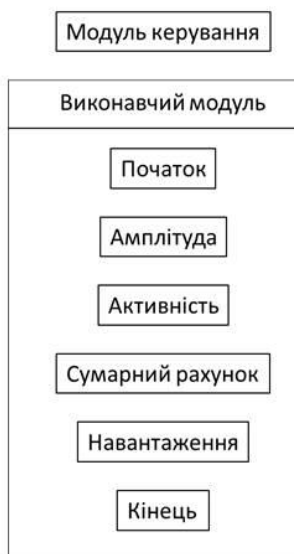 Модуль керування
Виконавчий модуль
Початок
Амплітуда
Активність
Сумарний рахунок
Навантаження
Кінець